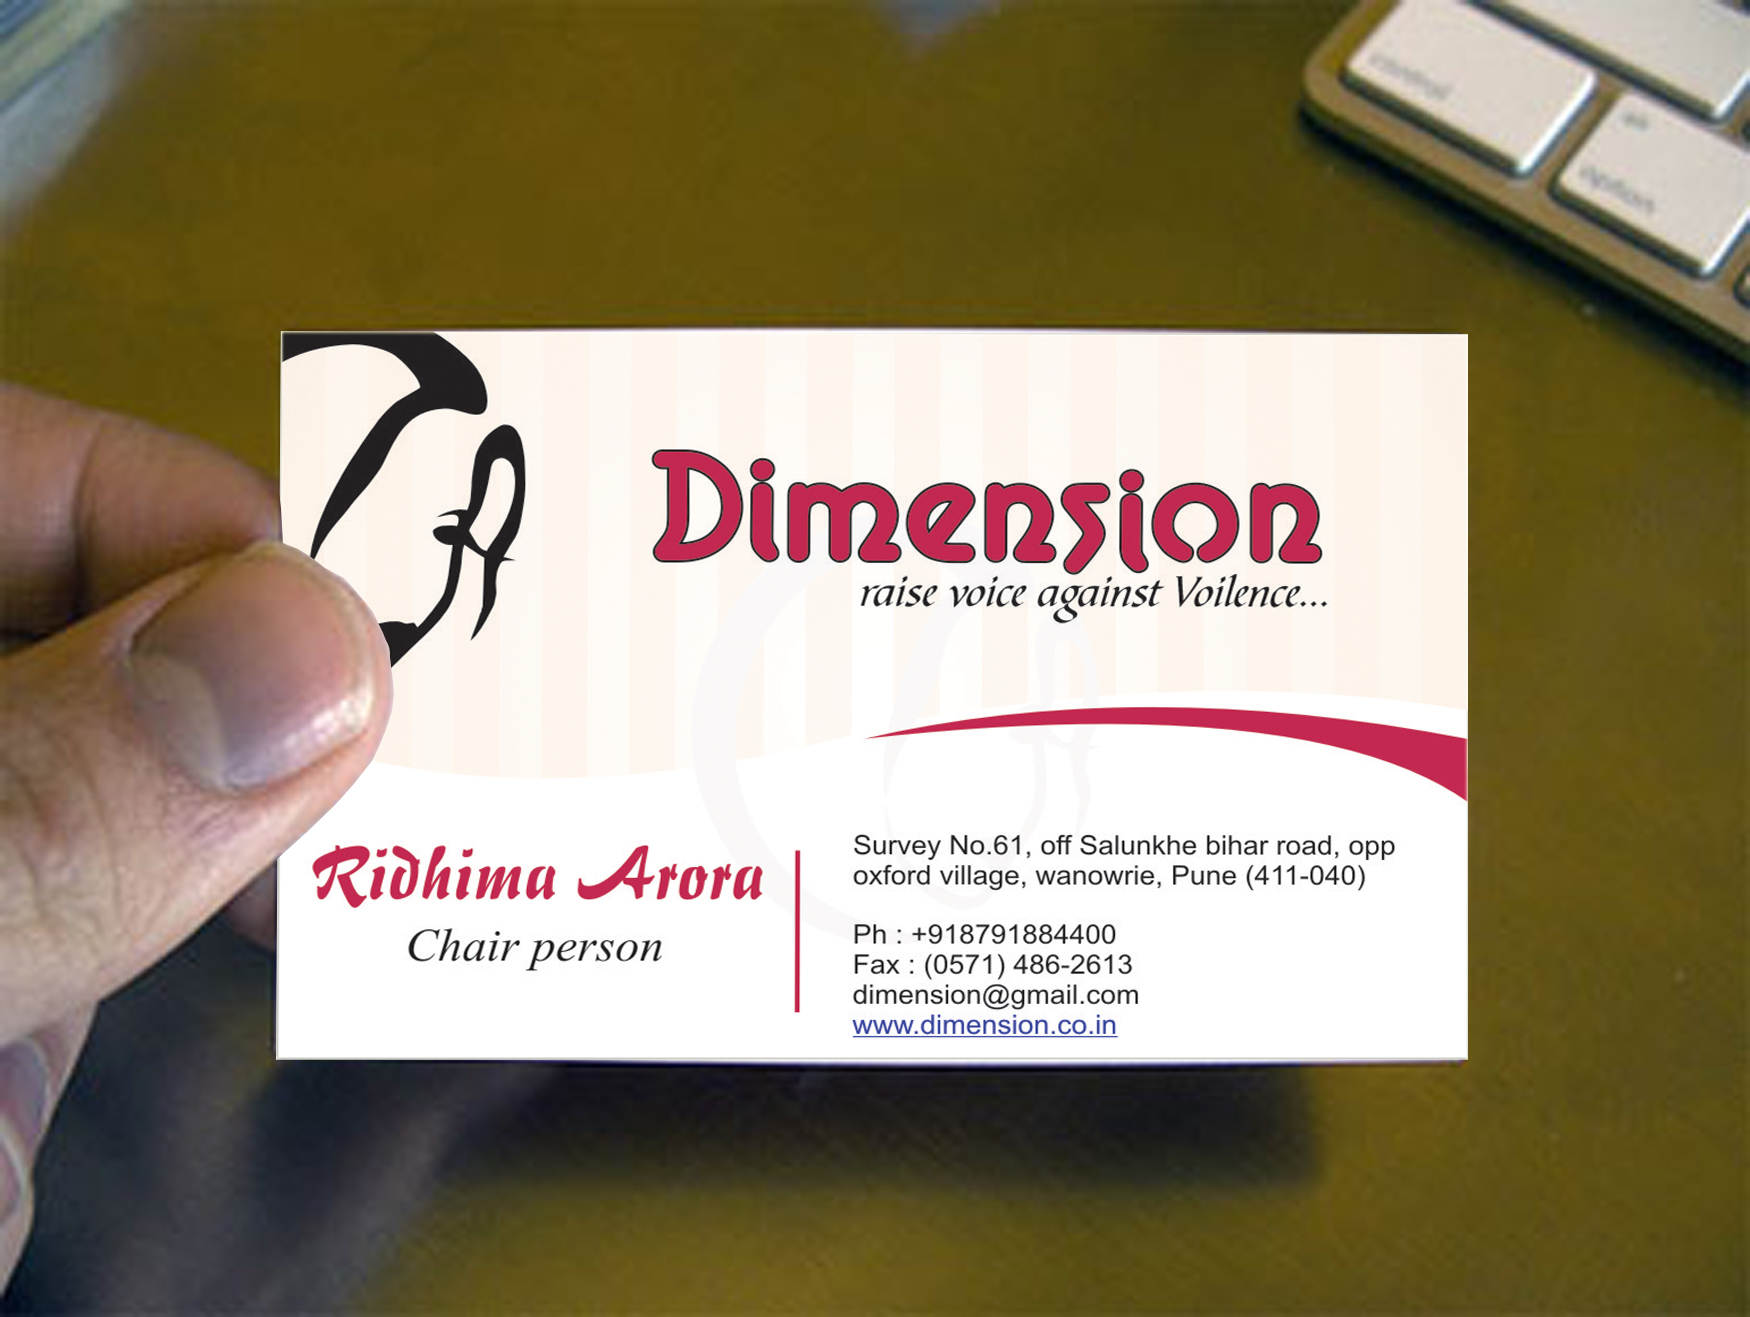 control
alt
option
Dimension
raise voice against Voilence...
Ridhima Arora
Chair person
Survey No.61, off Salunkhe bihar road, opp
oxford village, wanowrie, Pune (411-040)
Ph : +918791884400
Fax : (0571) 486-2613
dimension@gmail.com
www.dimension.co.in